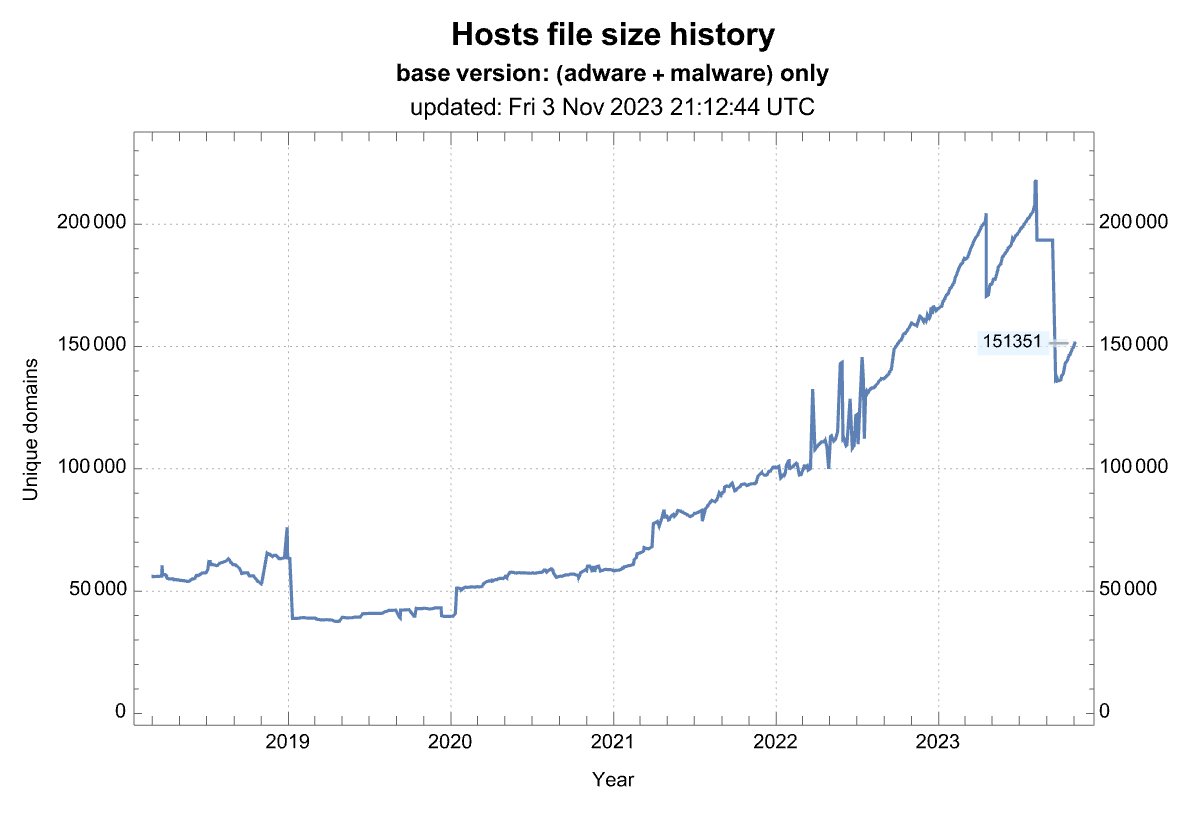 Hosts file size history
base version: (adware + malware) only
updated: Fri 3 Nov 2023 21:12:44 UTC
200 000 200 000
151351
150 000 150 000
100 000 100 000
50 000 50 000
0 0
Unique domains
2019 2020 2021 2022 2023
Year